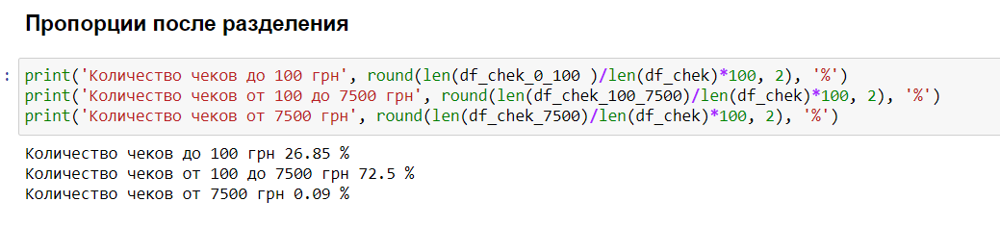 Пропорции после разделения
:
print('Количество чеков до 100 грн', round(len(df_chek_0_100 )/len(df_chek)*100, 2), '%')
print('Количество чеков от 100 до 7500 грн', round(len(df_chek_100_7500)/len(df_chek)*100, 2), '%')
print('Количество чеков от 7500 грн', round(len(df_chek_7500)/len(df_chek)*100, 2), '%')
Количество чеков до 100 грн 26.85 %
Количество чеков от 100 до 7500 грн 72.5 %
Количество чеков от 7500 грн 0.09 %